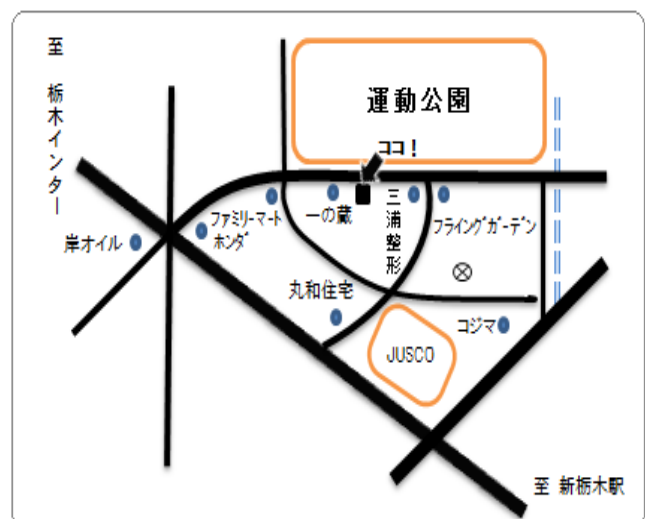 至 栃木インター
運動公園
ココ！
ファミリーマート
ホンダ
一の蔵
三浦整形
フライングガーデン
岸オイル
丸和住宅
コジマ
JUSCO
至 新栃木駅